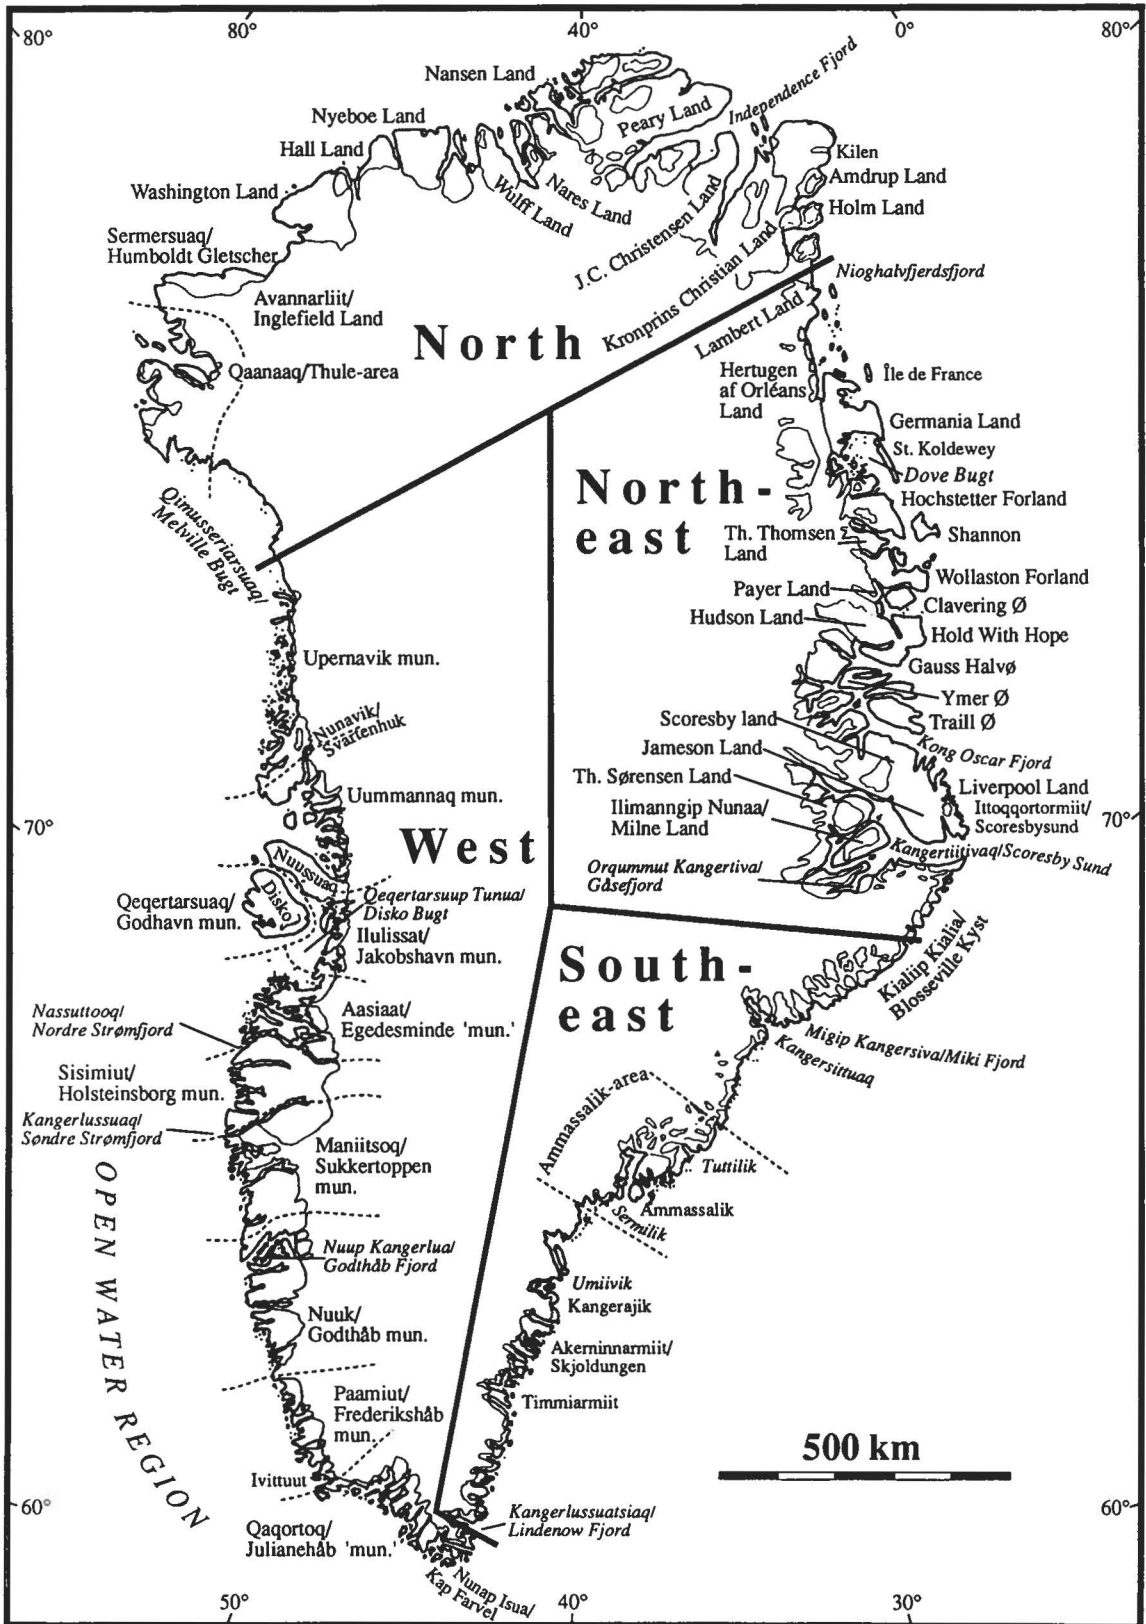 80°
80°
40°
0°
80°
Nansen Land
Nyeboe Land
Hall Land
Washington Land
Sermersuaq/
Humboldt Gletscher
Peary Land
Independence Fjord
Wulff Land
Nares Land
J.C. Christensen Land
Kronprins Christian Land
Kilen
Amdrup Land
Holm Land
Nioghalvfjerdsfjord
Avannarliit/
Inglefield Land
Qaanaaq/Thule-area
North
Lambert Land
Hertugen
af Orléans
Land
Île de France
Germania Land
St. Koldewey
Dove Bugt
Hochstetter Forland
Shannon
Qimusseriarsuaq/
Melville Bugt
North-
east
Th. Thomsen
Land
Wollaston Forland
Payer Land
Clavering Ø
Hudson Land
Hold With Hope
Gauss Halvø
Ymer Ø
Traill Ø
Upernavik mun.
Nunavik/
Svartenhuk
Scoresby land
Kong Oscar Fjord
Jameson Land
Th. Sørensen Land
Liverpool Land
Ilimanngip Nunaa/
Milne Land
Ittoqqortormiit/
Scoresbysund
Uummannaq mun.
70°
70°
West
Kangertiitivaq/Scoresby Sund
Orqummut Kangertiva/
Gåsefjord
Nuussuaq
Disko
Qeqertarsuaq/
Godhavn mun.
Qeqertarsuup Tunua/
Disko Bugt
Ilulissat/
Jakobshavn mun.
South-
east
Kialiip Kialia/
Blosseville Kyst
Nassuttooq/
Nordre Strømfjord
Aasiaat/
Egedesminde 'mun.'
Migip Kangersiva/Miki Fjord
Kangersittuaq
Sisimiut/
Holsteinsborg mun.
Kangerlussuaq/
Søndre Strømfjord
Ammassalik-area
Maniitsoq/
Sukkertoppen
mun.
Tuttilik
Ammassalik
Sermilik
OPEN WATER REGION
Nuup Kangerlua/
Godthåb Fjord
Umiivik
Kangerajik
Nuuk/
Godthåb mun.
Akerninnarmiit/
Skjoldungen
Timmiarmiit
Paamiut/
Frederikshåb
mun.
500 km
Ivittuut
60°
60°
Kangerlussuatsiaq/
Lindenow Fjord
Qaqortoq/
Julianehåb 'mun.'
Nunap Isua/
Kap Farvel
50°
40°
30°